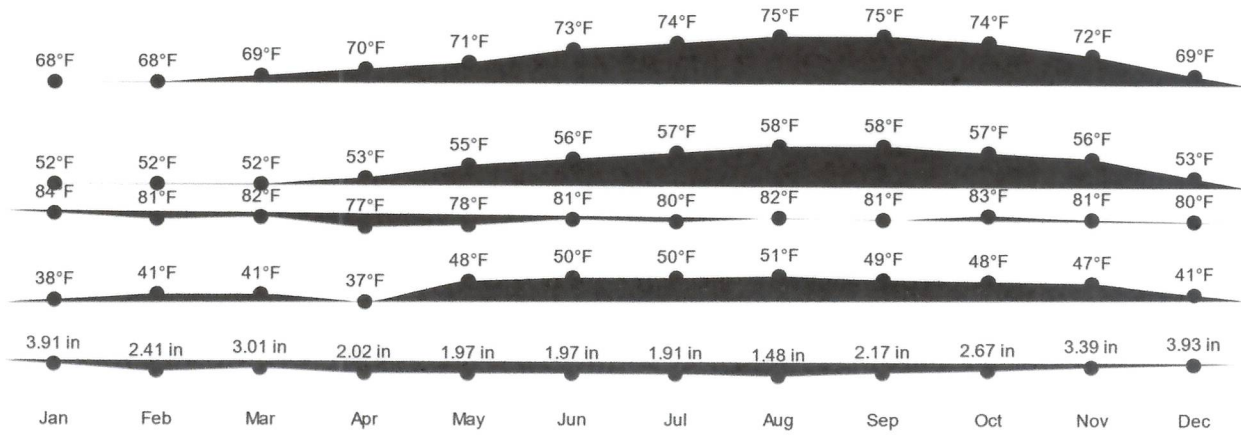 68°F 68°F 69°F 70°F 71°F 73°F 74°F 75°F 75°F 74°F 72°F 69°F
52°F 52°F 52°F 53°F 55°F 56°F 57°F 58°F 58°F 57°F 56°F 53°F
84°F 81°F 82°F 77°F 78°F 81°F 80°F 82°F 81°F 83°F 81°F 80°F
38°F 41°F 41°F 37°F 48°F 50°F 50°F 51°F 49°F 48°F 47°F 41°F
3.91 in 2.41 in 3.01 in 2.02 in 1.97 in 1.97 in 1.91 in 1.48 in 2.17 in 2.67 in 3.39 in 3.93 in
Jan Feb Mar Apr May Jun Jul Aug Sep Oct Nov Dec